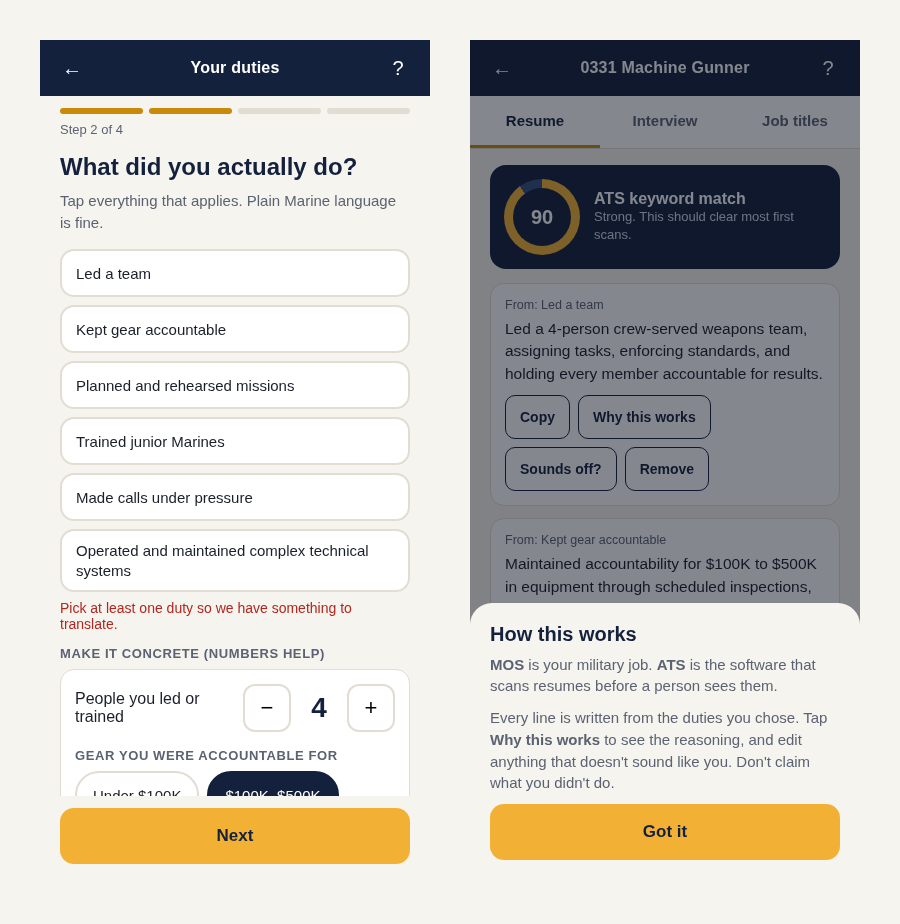 ← Your duties ?
Step 2 of 4
What did you actually do?
Tap everything that applies. Plain Marine language
is fine.
Led a team
Kept gear accountable
Planned and rehearsed missions
Trained junior Marines
Made calls under pressure
Operated and maintained complex technical
systems
Pick at least one duty so we have something to
translate.
MAKE IT CONCRETE (NUMBERS HELP)
People you led or
trained
− 4 +
GEAR YOU WERE ACCOUNTABLE FOR
Under $100K $100K–$500K
Next
← 0331 Machine Gunner ?
Resume Interview Job titles
90
ATS keyword match
Strong. This should clear most first
scans.
From: Led a team
Led a 4-person crew-served weapons team,
assigning tasks, enforcing standards, and
holding every member accountable for results.
Copy Why this works
Sounds off? Remove
From: Kept gear accountable
Maintained accountability for $100K to $500K
in equipment through scheduled inspections,
How this works
MOS is your military job. ATS is the software that
scans resumes before a person sees them.
Every line is written from the duties you chose. Tap
Why this works to see the reasoning, and edit
anything that doesn't sound like you. Don't claim
what you didn't do.
Got it